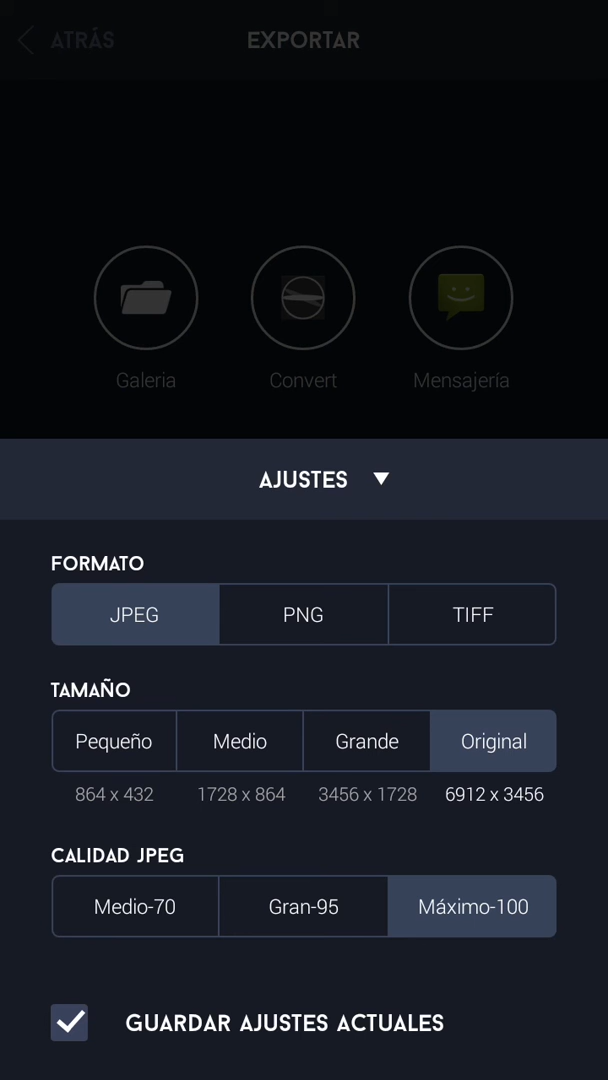 ATRÁS EXPORTAR
Galeria Convert Mensajería
AJUSTES
FORMATO
JPEG PNG TIFF
TAMAÑO
Pequeño Medio Grande Original
864 x 432 1728 x 864 3456 x 1728 6912 x 3456
CALIDAD JPEG
Medio-70 Gran-95 Máximo-100
GUARDAR AJUSTES ACTUALES